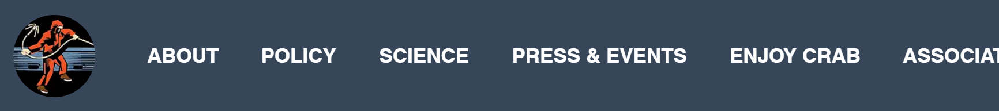 ABOUT POLICY SCIENCE PRESS & EVENTS ENJOY CRAB ASSOCIAT